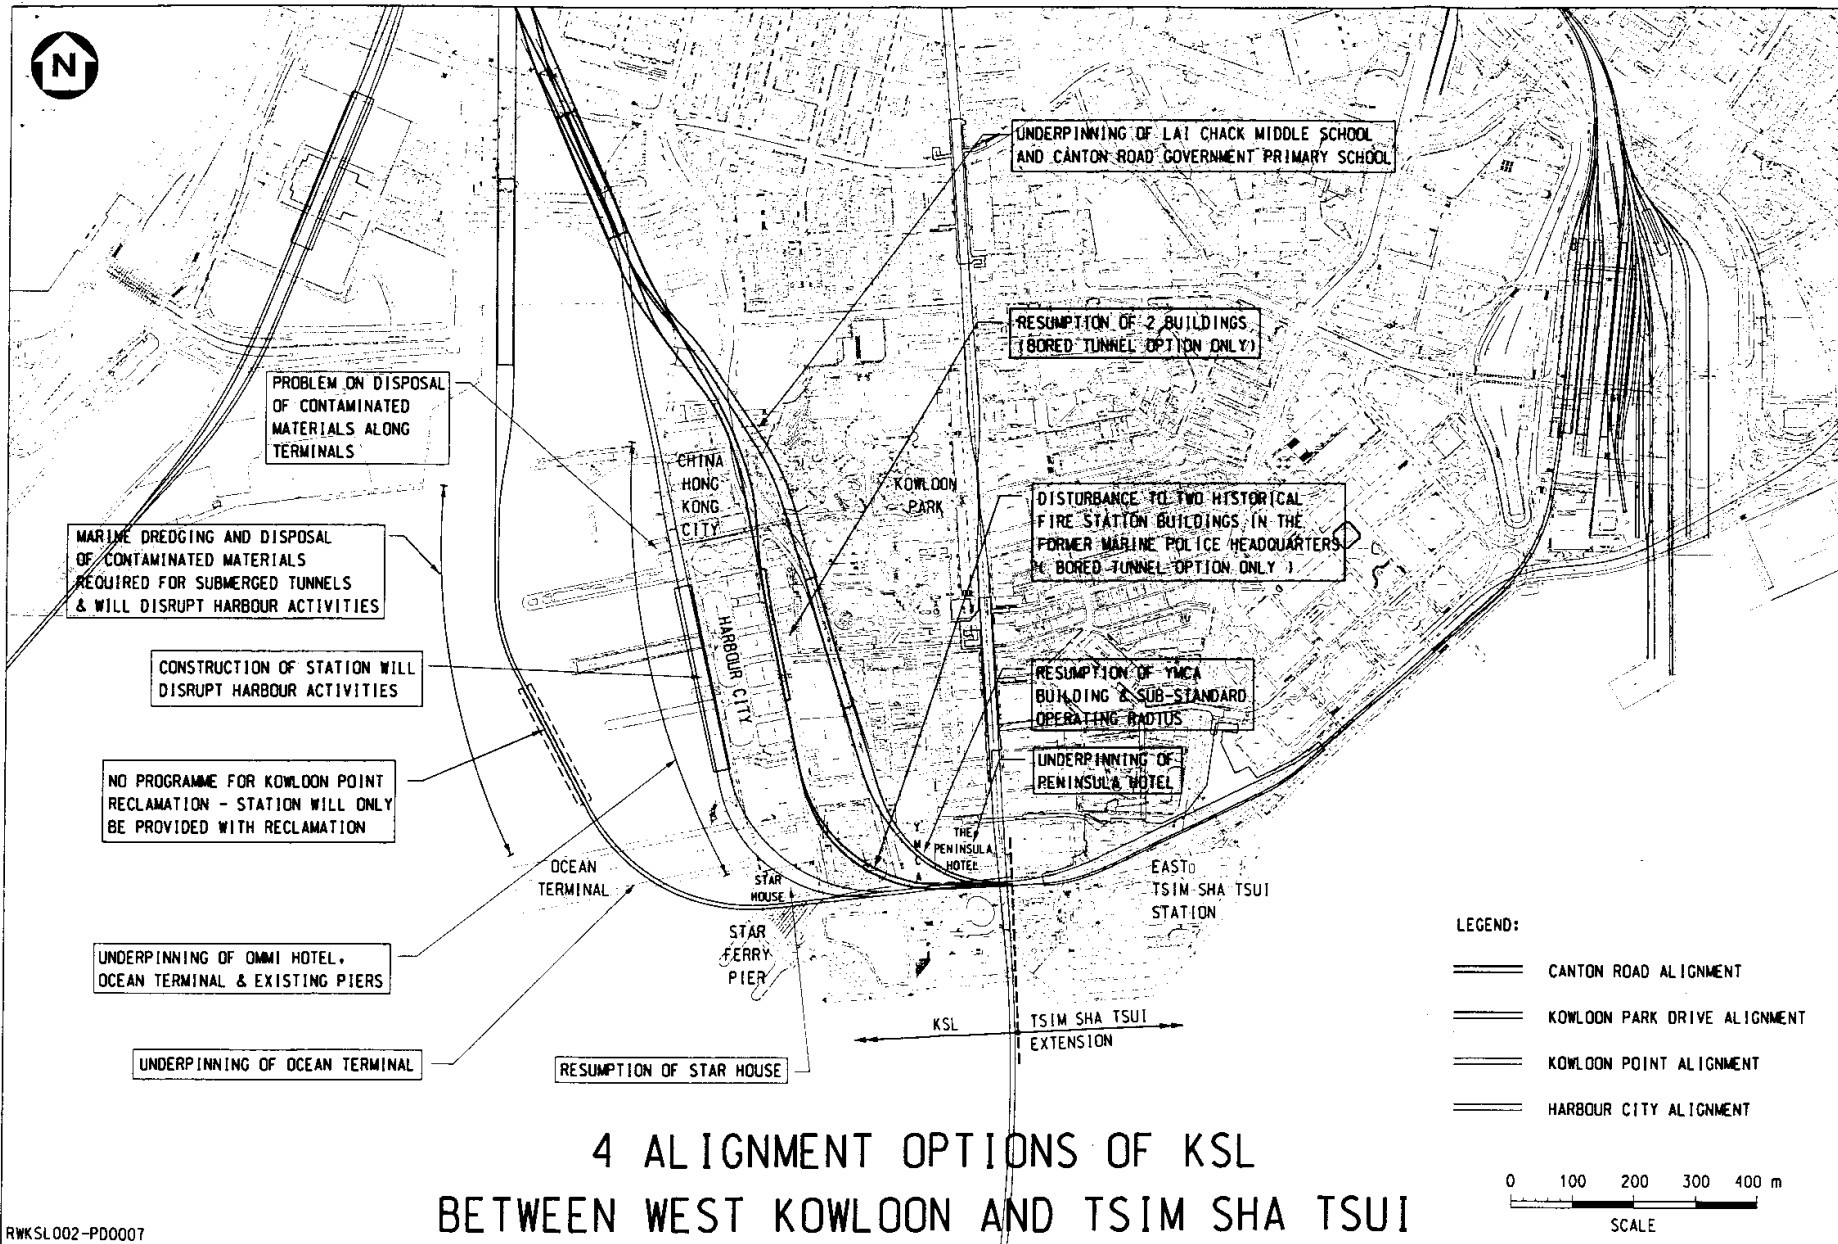 N
UNDERPINNING OF LAI CHACK MIDDLE SCHOOL
AND CANTON ROAD GOVERNMENT PRIMARY SCHOOL
RESUMPTION OF 2 BUILDINGS
(BORED TUNNEL OPTION ONLY)
PROBLEM ON DISPOSAL
OF CONTAMINATED
MATERIALS ALONG
TERMINALS
CHINA
HONG
KONG
CITY
KOWLOON
PARK
DISTURBANCE TO TWO HISTORICAL
FIRE STATION BUILDINGS IN THE
FORMER MARINE POLICE HEADQUARTERS
( BORED TUNNEL OPTION ONLY )
MARINE DREDGING AND DISPOSAL
OF CONTAMINATED MATERIALS
REQUIRED FOR SUBMERGED TUNNELS
& WILL DISRUPT HARBOUR ACTIVITIES
HARBOUR CITY
CONSTRUCTION OF STATION WILL
DISRUPT HARBOUR ACTIVITIES
RESUMPTION OF YMCA
BUILDING & SUB-STANDARD
OPERATING RADIUS
UNDERPINNING OF
PENINSULA HOTEL
NO PROGRAMME FOR KOWLOON POINT
RECLAMATION - STATION WILL ONLY
BE PROVIDED WITH RECLAMATION
YMCA
THE
PENINSULA
HOTEL
OCEAN
TERMINAL
STAR
HOUSE
EAST
TSIM SHA TSUI
STATION
STAR
FERRY
PIER
UNDERPINNING OF OMMI HOTEL,
OCEAN TERMINAL & EXISTING PIERS
KSL
TSIM SHA TSUI
EXTENSION
UNDERPINNING OF OCEAN TERMINAL
RESUMPTION OF STAR HOUSE
LEGEND:
CANTON ROAD ALIGNMENT
KOWLOON PARK DRIVE ALIGNMENT
KOWLOON POINT ALIGNMENT
HARBOUR CITY ALIGNMENT
4 ALIGNMENT OPTIONS OF KSL
BETWEEN WEST KOWLOON AND TSIM SHA TSUI
0 100 200 300 400 m
SCALE
RWKSL002-PD0007